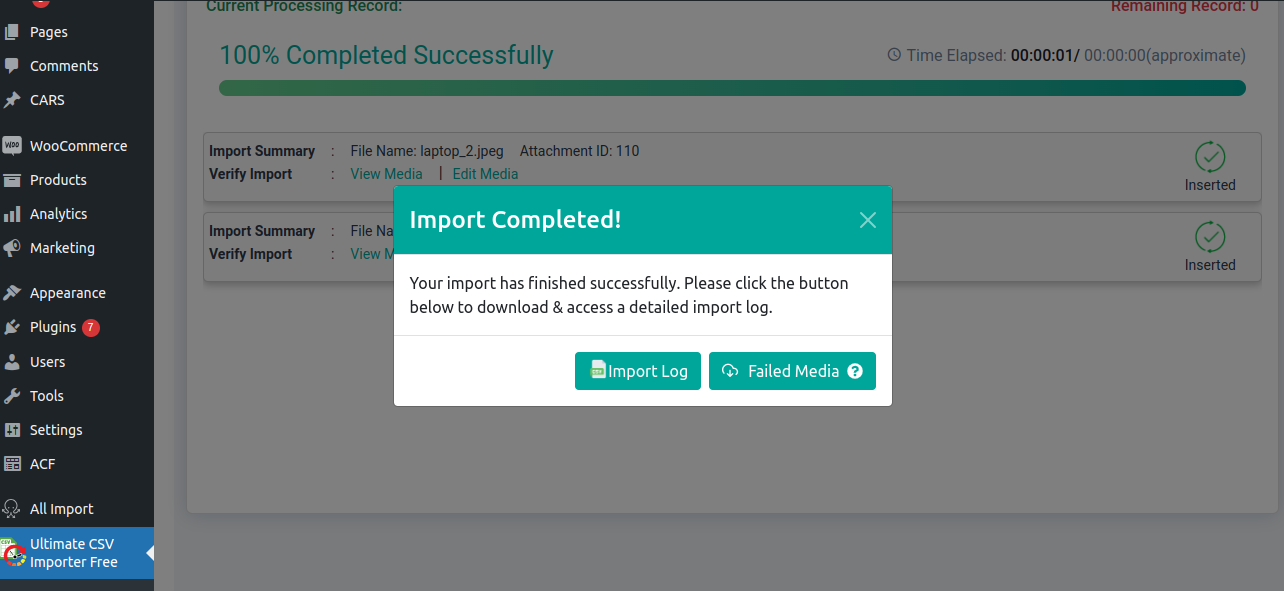 Pages
Comments
CARS
WooCommerce
Products
Analytics
Marketing
Appearance
Plugins 7
Users
Tools
Settings
ACF
All Import
Ultimate CSV
Importer Free
Current Processing Record:
Remaining Record: 0
100% Completed Successfully
Time Elapsed: 00:00:01/ 00:00:00(approximate)
Import Summary : File Name: laptop_2.jpeg Attachment ID: 110
Verify Import : View Media | Edit Media
Inserted
Import Summary : File Na
Verify Import : View M
Inserted
Import Completed!
Your import has finished successfully. Please click the button
below to download & access a detailed import log.
Import Log
Failed Media ?